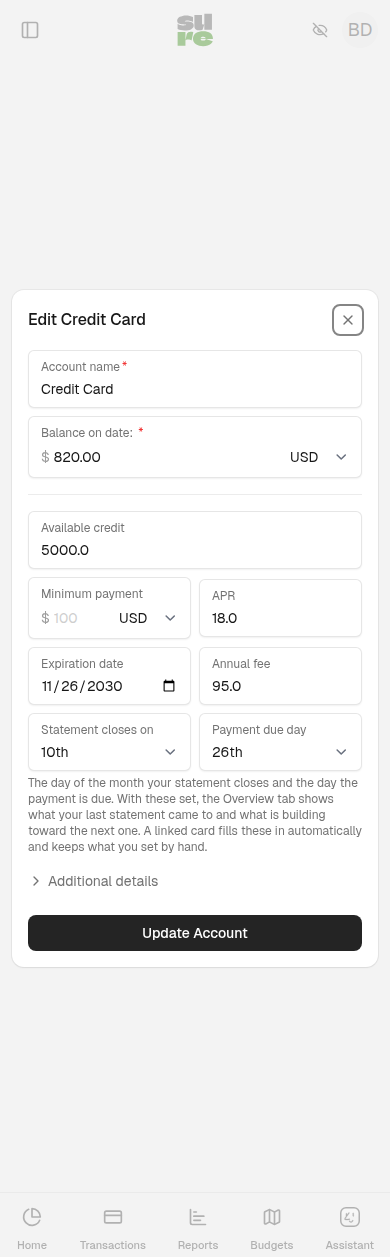 sure
BD
Edit Credit Card
Account name *
Credit Card
Balance on date: *
$ 820.00 USD
Available credit
5000.0
Minimum payment
$ 100 USD
APR
18.0
Expiration date
11/26/2030
Annual fee
95.0
Statement closes on
10th
Payment due day
26th
The day of the month your statement closes and the day the
payment is due. With these set, the Overview tab shows
what your last statement came to and what is building
toward the next one. A linked card fills these in automatically
and keeps what you set by hand.
Additional details
Update Account
Home Transactions Reports Budgets Assistant